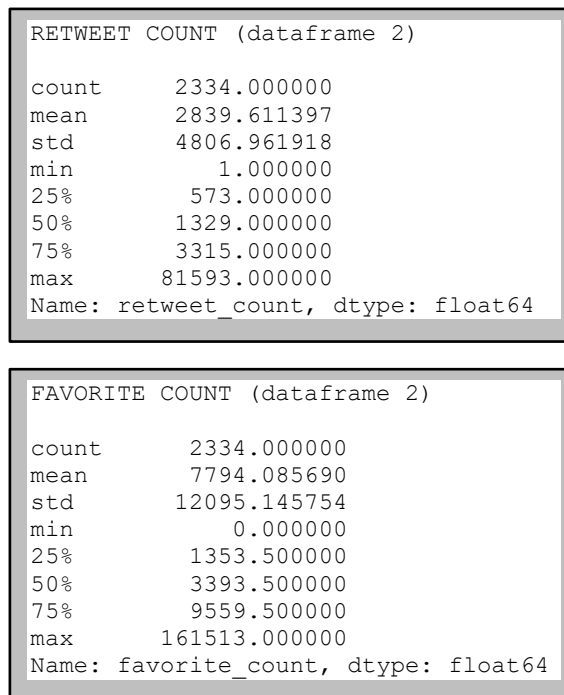 RETWEET COUNT (dataframe 2)
count 2334.000000
mean 2839.611397
std 4806.961918
min 1.000000
25% 573.000000
50% 1329.000000
75% 3315.000000
max 81593.000000
Name: retweet_count, dtype: float64
FAVORITE COUNT (dataframe 2)
count 2334.000000
mean 7794.085690
std 12095.145754
min 0.000000
25% 1353.500000
50% 3393.500000
75% 9559.500000
max 161513.000000
Name: favorite_count, dtype: float64